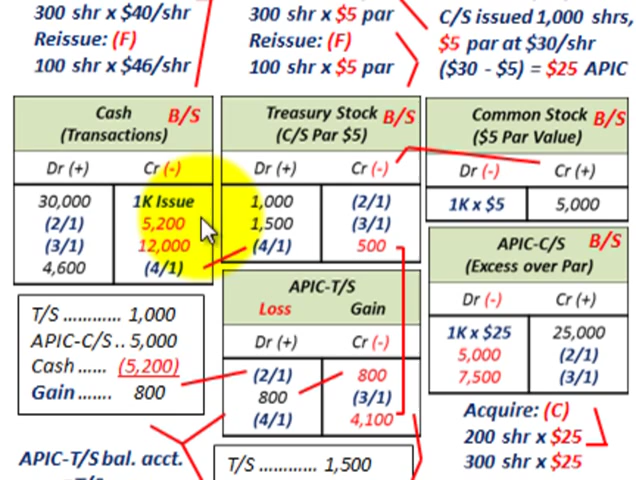 300 shr x $40/shr
Reissue: (F)
100 shr x $46/shr
300 shr x $5 par
Reissue: (F)
100 shr x $5 par
C/S issued 1,000 shrs,
$5 par at $30/shr
($30 - $5) = $25 APIC
Cash B/S
(Transactions)
Dr (+) Cr (-)
30,000 1K Issue
(2/1) 5,200
(3/1) 12,000
4,600 (4/1)
Treasury Stock B/S
(C/S Par $5)
Dr (+) Cr (-)
1,000 (2/1)
1,500 (3/1)
(4/1) 500
Common Stock B/S
($5 Par Value)
Dr (-) Cr (+)
1K x $5 5,000
APIC-C/S B/S
(Excess over Par)
Dr (-) Cr (+)
1K x $25 25,000
5,000 (2/1)
7,500 (3/1)
APIC-T/S
Loss Gain
Dr (+) Cr (-)
(2/1) 800
800 (3/1)
(4/1) 4,100
T/S ............ 1,000
APIC-C/S .. 5,000
Cash ...... (5,200)
Gain ....... 800
Acquire: (C)
200 shr x $25
300 shr x $25
APIC-T/S bal. acct.
T/S ............ 1,500